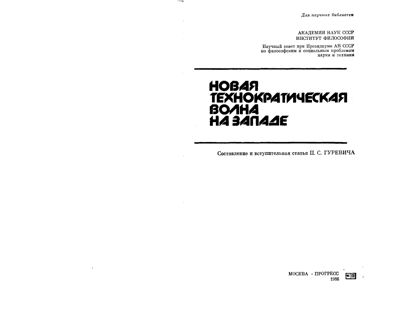 Для научных библиотек
АКАДЕМИЯ НАУК СССР
ИНСТИТУТ ФИЛОСОФИИ
Научный совет при Президиуме АН СССР
по философским и социальным проблемам
науки и техники
НОВАЯ
ТЕХНОКРАТИЧЕСКАЯ
ВОЛНА
НА ЗАПАДЕ
Составление и вступительная статья П. С. ГУРЕВИЧА
МОСКВА - ПРОГРЕСС
1986